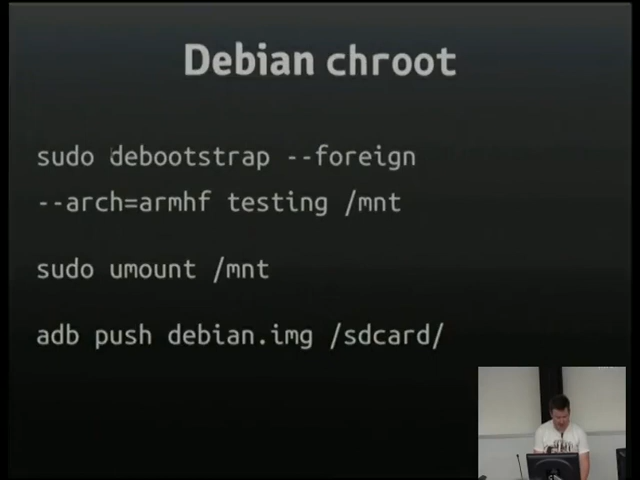 Debian chroot
sudo debootstrap --foreign
--arch=armhf testing /mnt
sudo umount /mnt
adb push debian.img /sdcard/